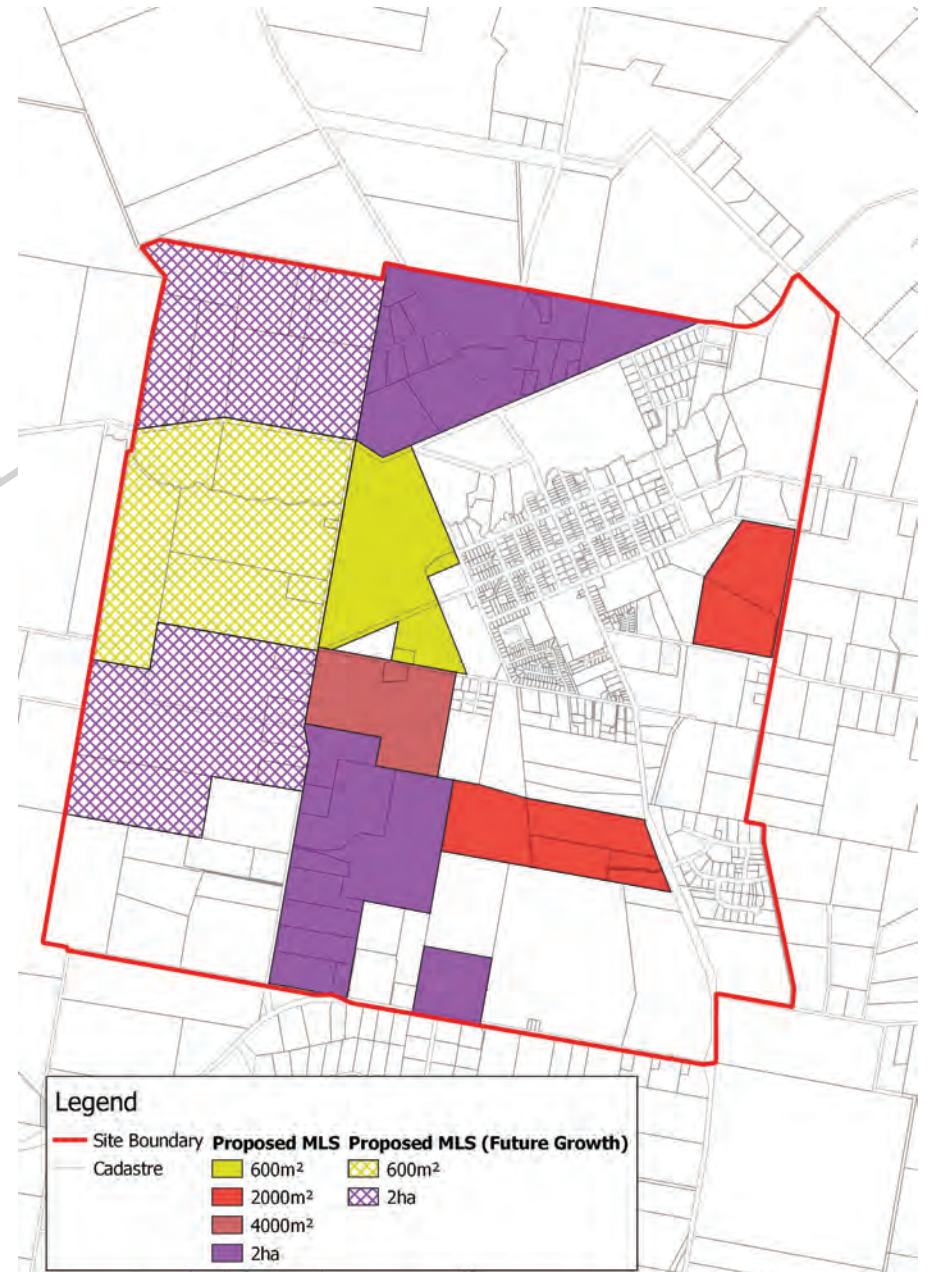 Legend
Site Boundary Proposed MLS Proposed MLS (Future Growth)
Cadastre 600m² 600m²
2000m² 2ha
4000m²
2ha